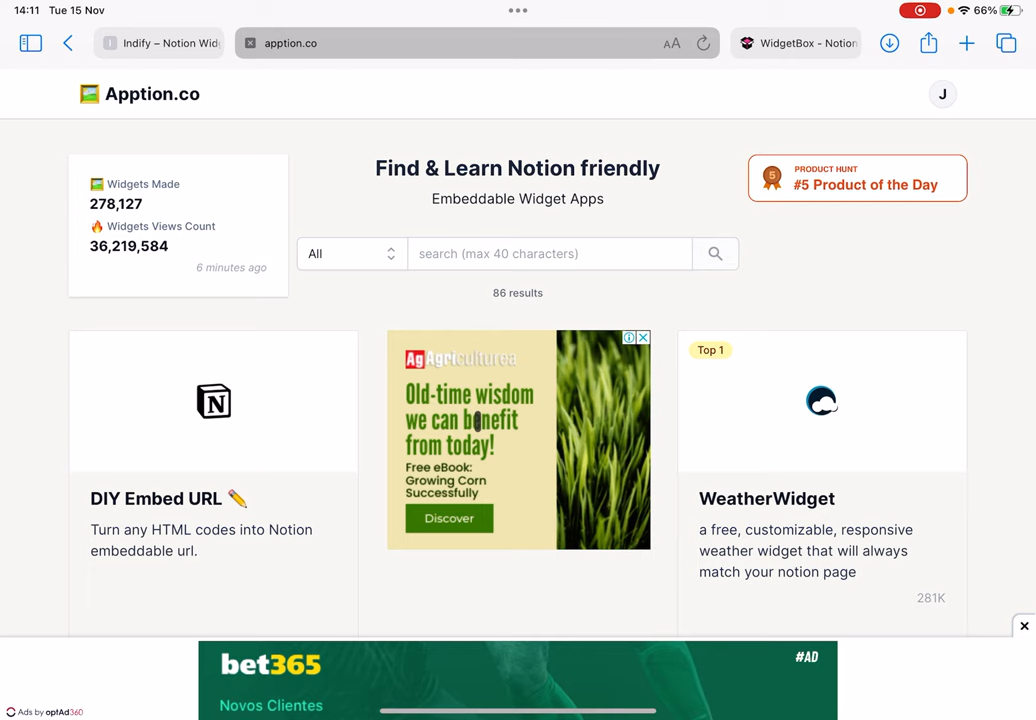 14:11 Tue 15 Nov
66%
Indify – Notion Widg
apption.co
AA
WidgetBox - Notion
🖼️ Apption.co
J
🖼️ Widgets Made
278,127
🔥 Widgets Views Count
36,219,584
6 minutes ago
Find & Learn Notion friendly
Embeddable Widget Apps
5
PRODUCT HUNT
#5 Product of the Day
All
search (max 40 characters)
86 results
N
DIY Embed URL ✏️
Turn any HTML codes into Notion
embeddable url.
Ag Agriculturea
Old-time wisdom
we can benefit
from today!
Free eBook:
Growing Corn
Successfully
Discover
Top 1
WeatherWidget
a free, customizable, responsive
weather widget that will always
match your notion page
281K
bet365
#AD
Novos Clientes
Ads by optAd360